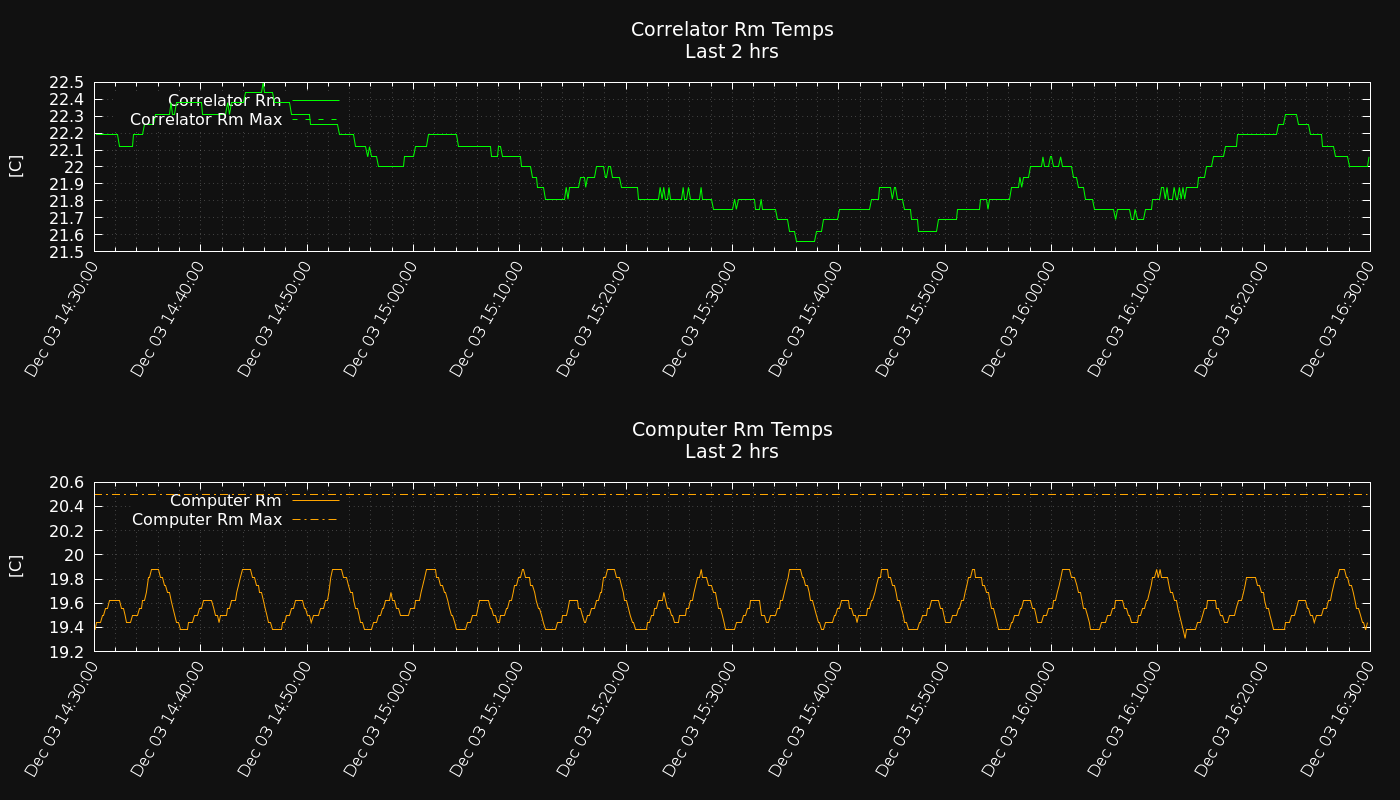 Correlator Rm Temps
Last 2 hrs
22.5
22.4
22.3
22.2
22.1
22
21.9
21.8
21.7
21.6
21.5
[C]
Correlator Rm
Correlator Rm Max
Dec 03 14:30:00
Dec 03 14:40:00
Dec 03 14:50:00
Dec 03 15:00:00
Dec 03 15:10:00
Dec 03 15:20:00
Dec 03 15:30:00
Dec 03 15:40:00
Dec 03 15:50:00
Dec 03 16:00:00
Dec 03 16:10:00
Dec 03 16:20:00
Dec 03 16:30:00
Computer Rm Temps
Last 2 hrs
20.6
20.4
20.2
20
19.8
19.6
19.4
19.2
[C]
Computer Rm
Computer Rm Max
Dec 03 14:30:00
Dec 03 14:40:00
Dec 03 14:50:00
Dec 03 15:00:00
Dec 03 15:10:00
Dec 03 15:20:00
Dec 03 15:30:00
Dec 03 15:40:00
Dec 03 15:50:00
Dec 03 16:00:00
Dec 03 16:10:00
Dec 03 16:20:00
Dec 03 16:30:00